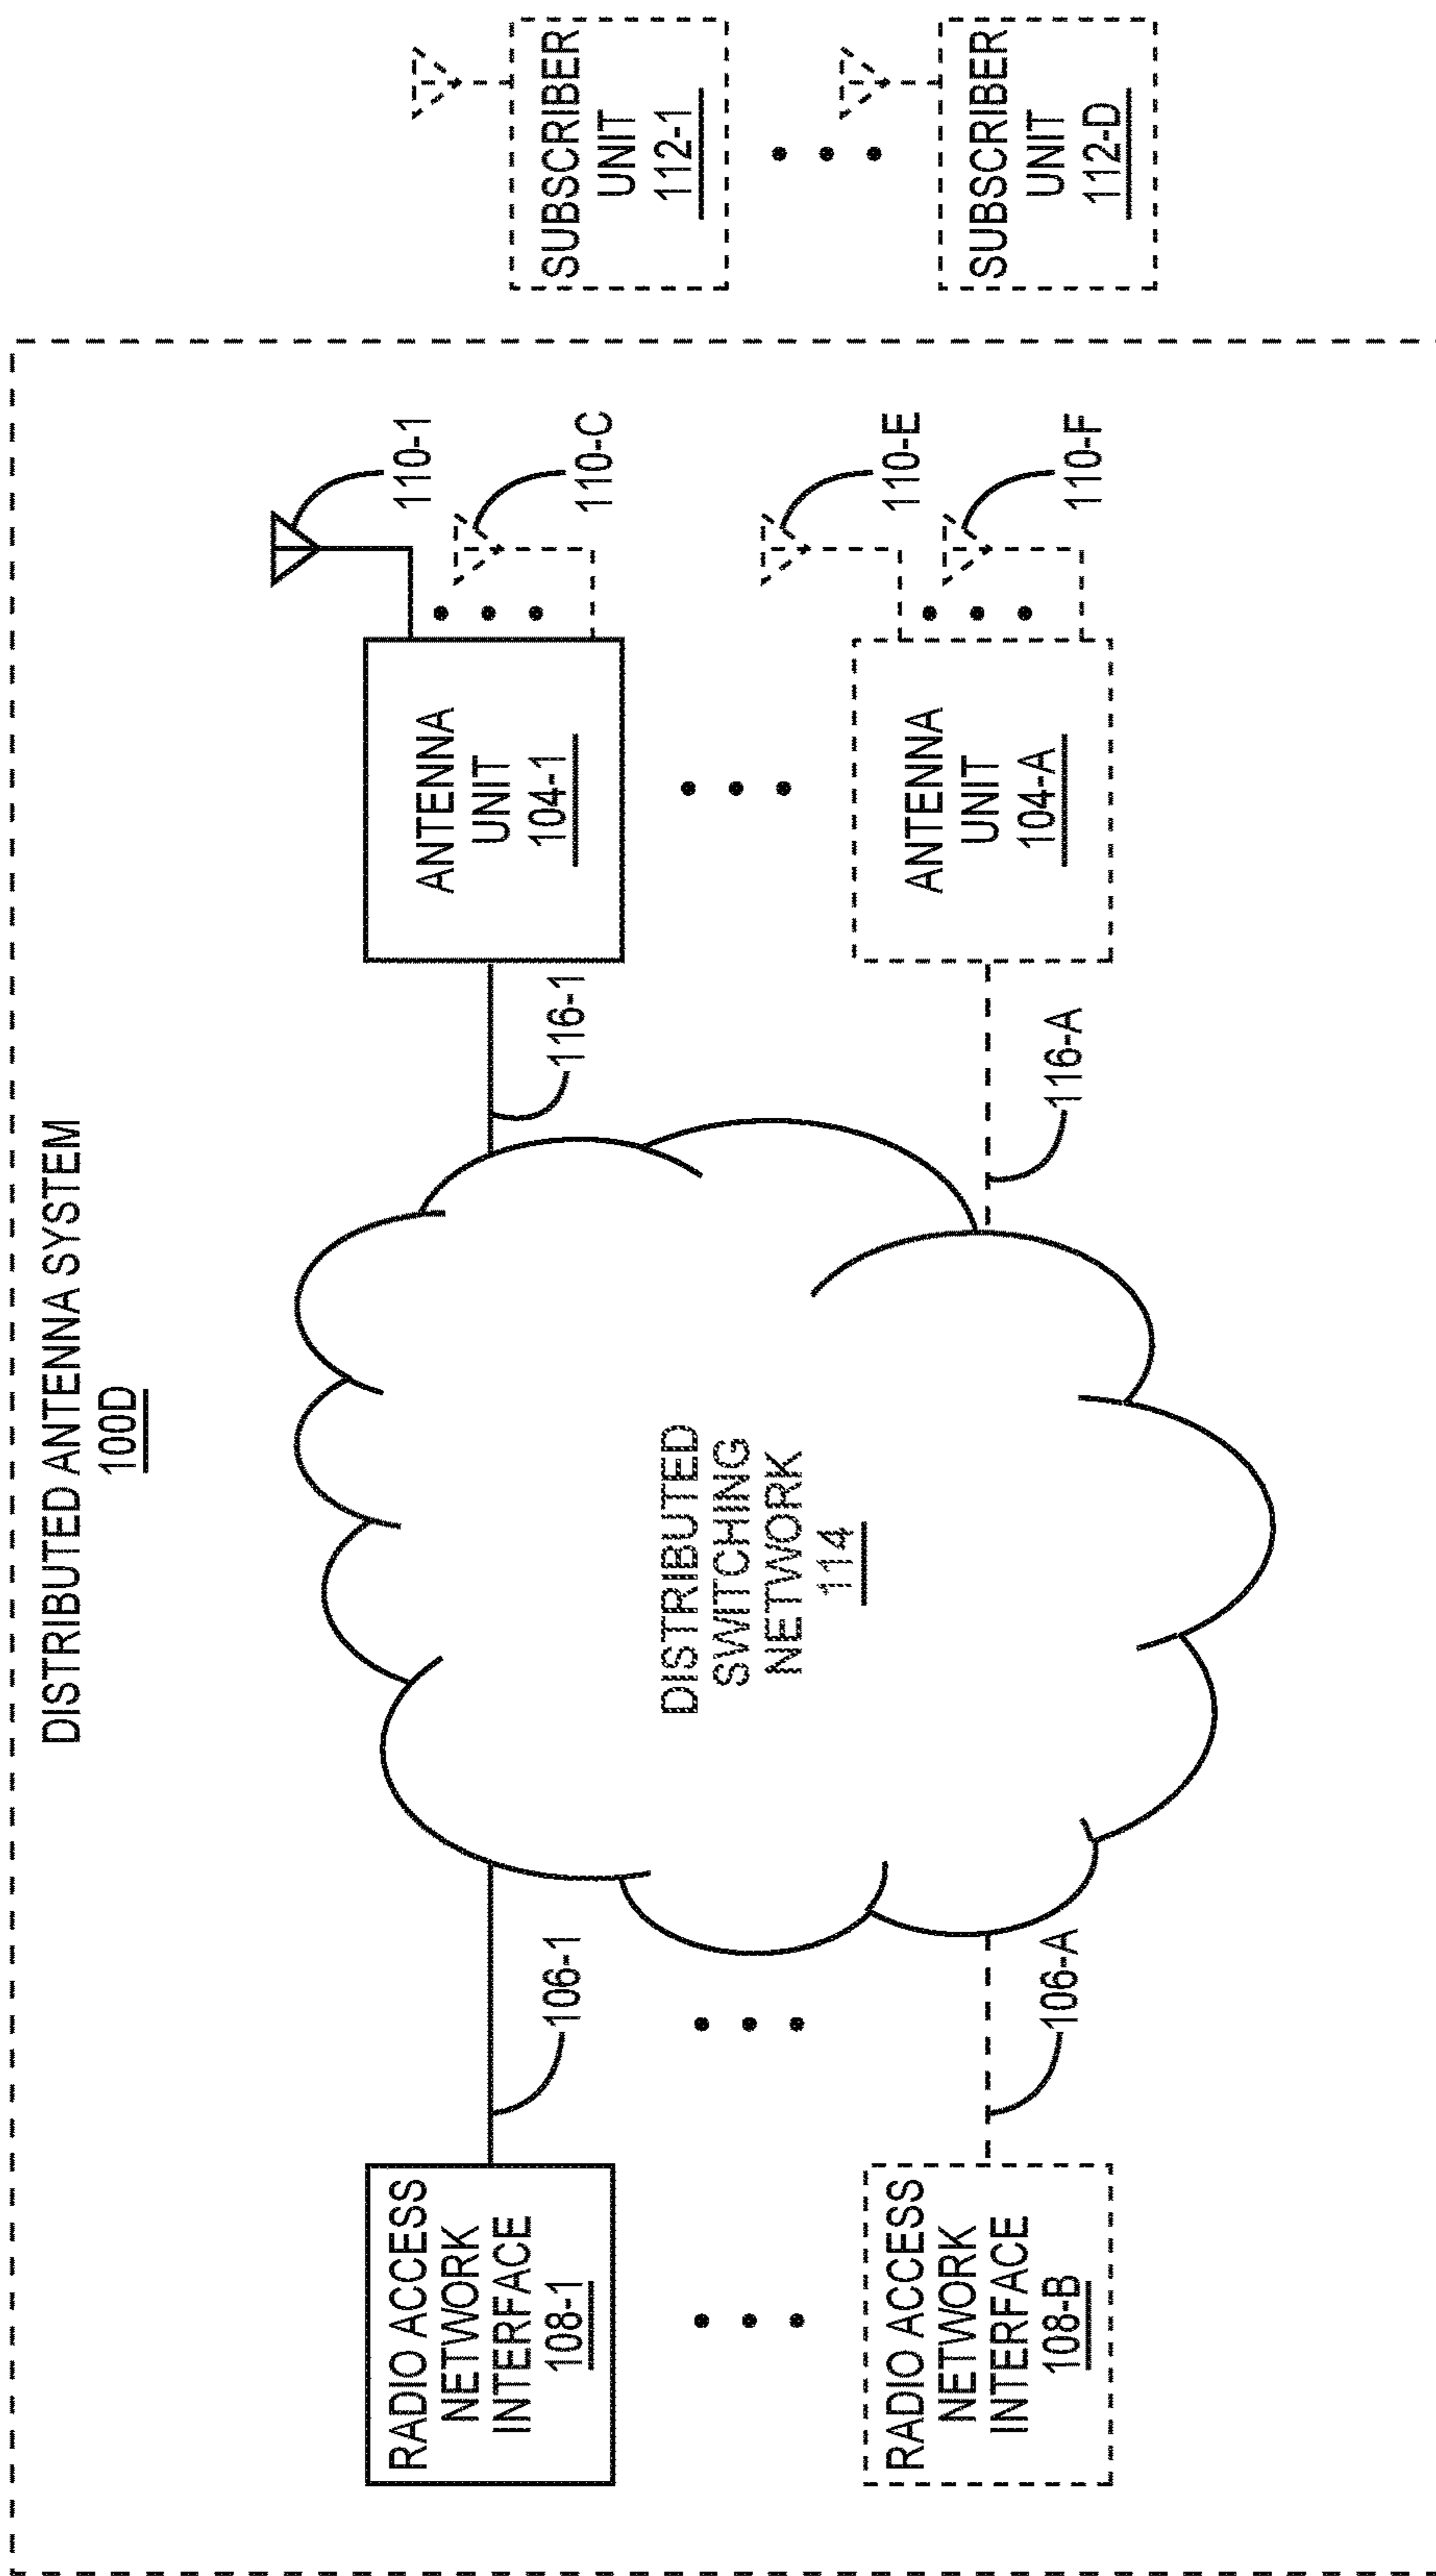 DISTRIBUTED ANTENNA SYSTEM
100D
RADIO ACCESS
NETWORK
INTERFACE
108-1
106-1
DISTRIBUTED
SWITCHING
NETWORK
114
116-1
ANTENNA
UNIT
104-1
110-1
110-C
SUBSCRIBER
UNIT
112-1
RADIO ACCESS
NETWORK
INTERFACE
108-B
106-A
116-A
ANTENNA
UNIT
104-A
110-E
110-F
SUBSCRIBER
UNIT
112-D